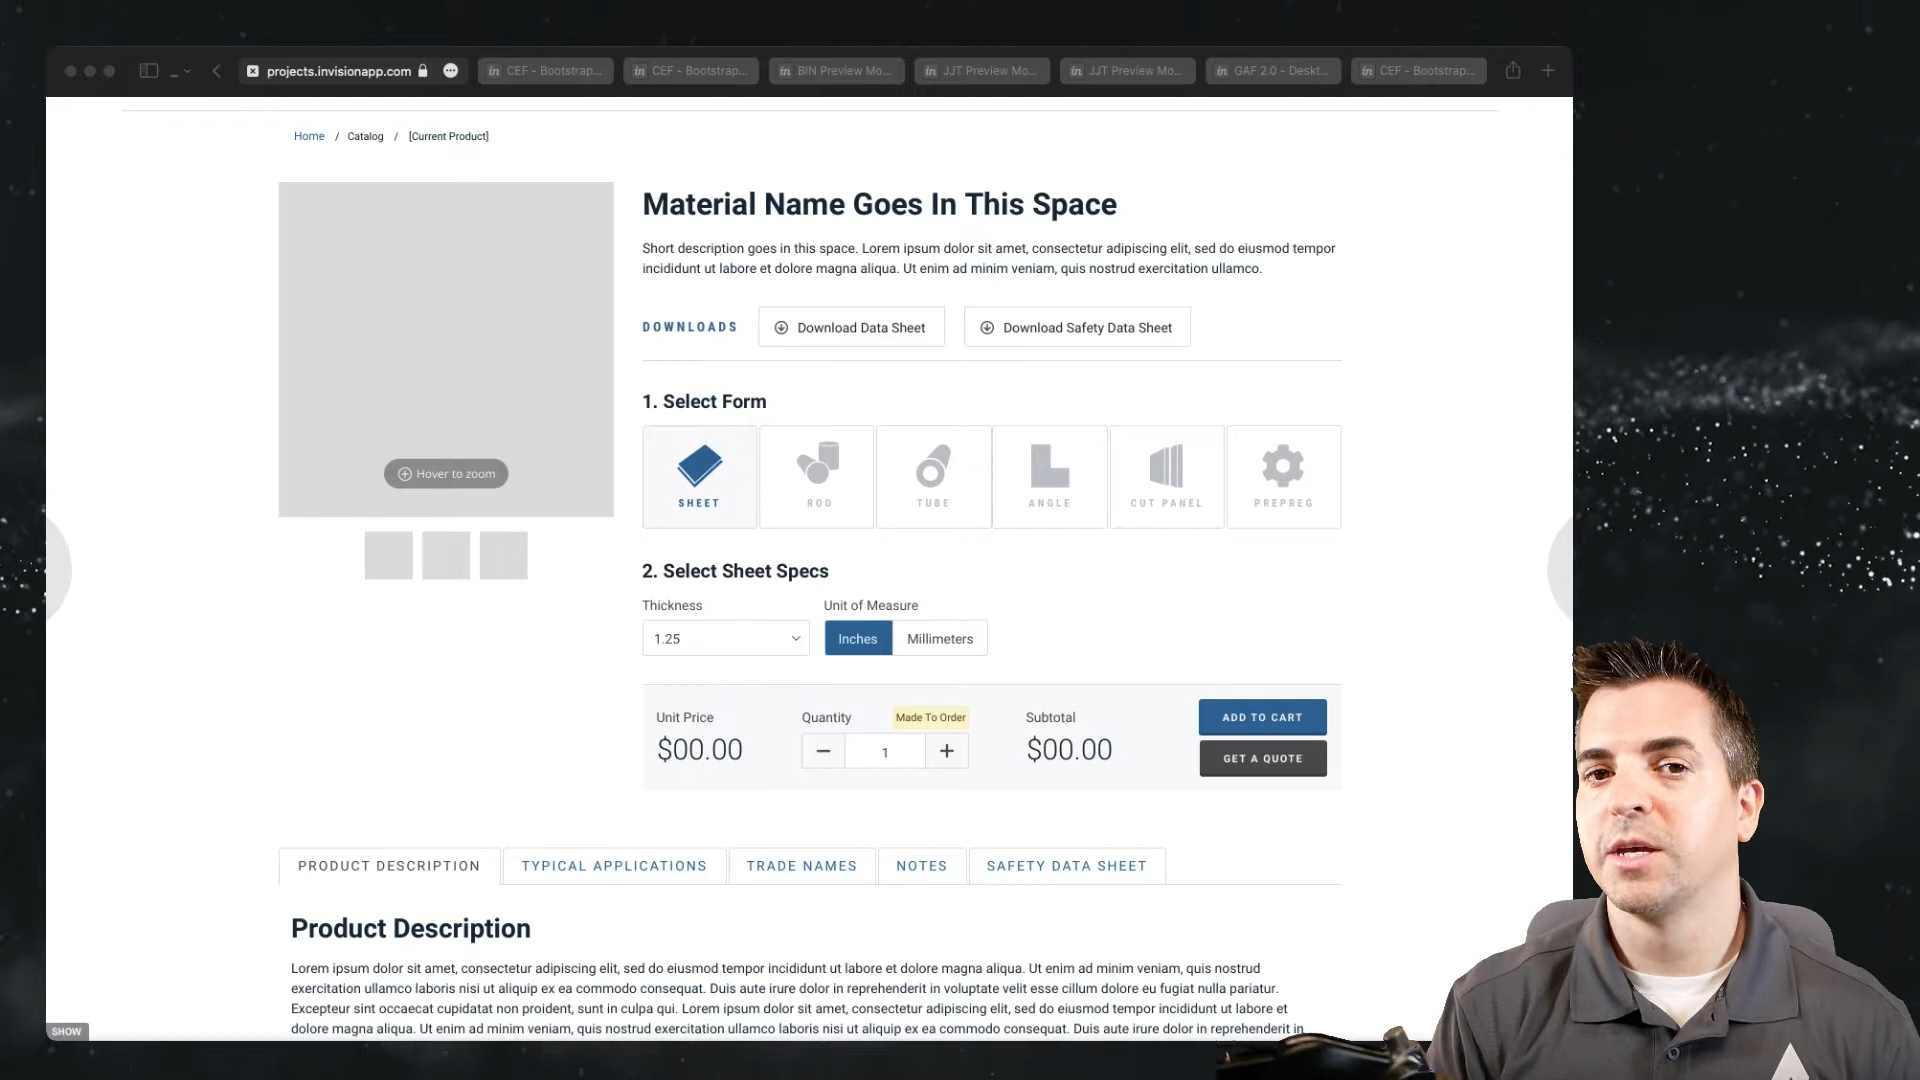 projects.invisionapp.com
in CEF - Bootstrap...
in CEF - Bootstrap...
in BIN Preview Mo...
in JJT Preview Mo...
in JJT Preview Mo...
in GAF 2.0 - Deskt...
in CEF - Bootstrap...
Home / Catalog / [Current Product]
Material Name Goes In This Space
Short description goes in this space. Lorem ipsum dolor sit amet, consectetur adipiscing elit, sed do eiusmod tempor
incididunt ut labore et dolore magna aliqua. Ut enim ad minim veniam, quis nostrud exercitation ullamco.
DOWNLOADS
Download Data Sheet
Download Safety Data Sheet
Hover to zoom
1. Select Form
SHEET
ROD
TUBE
ANGLE
CUT PANEL
PREPREG
2. Select Sheet Specs
Thickness
1.25
Unit of Measure
Inches
Millimeters
Unit Price
$00.00
Quantity
Made To Order
1
Subtotal
$00.00
ADD TO CART
GET A QUOTE
PRODUCT DESCRIPTION
TYPICAL APPLICATIONS
TRADE NAMES
NOTES
SAFETY DATA SHEET
Product Description
Lorem ipsum dolor sit amet, consectetur adipiscing elit, sed do eiusmod tempor incididunt ut labore et dolore magna aliqua. Ut enim ad minim veniam, quis nostrud
exercitation ullamco laboris nisi ut aliquip ex ea commodo consequat. Duis aute irure dolor in reprehenderit in voluptate velit esse cillum dolore eu fugiat nulla pariatur.
Excepteur sint occaecat cupidatat non proident, sunt in culpa qui. Lorem ipsum dolor sit amet, consectetur adipiscing elit, sed do eiusmod tempor incididunt ut labore et
dolore magna aliqua. Ut enim ad minim veniam, quis nostrud exercitation ullamco laboris nisi ut aliquip ex ea commodo consequat. Duis aute irure dolor in reprehenderit in
SHOW